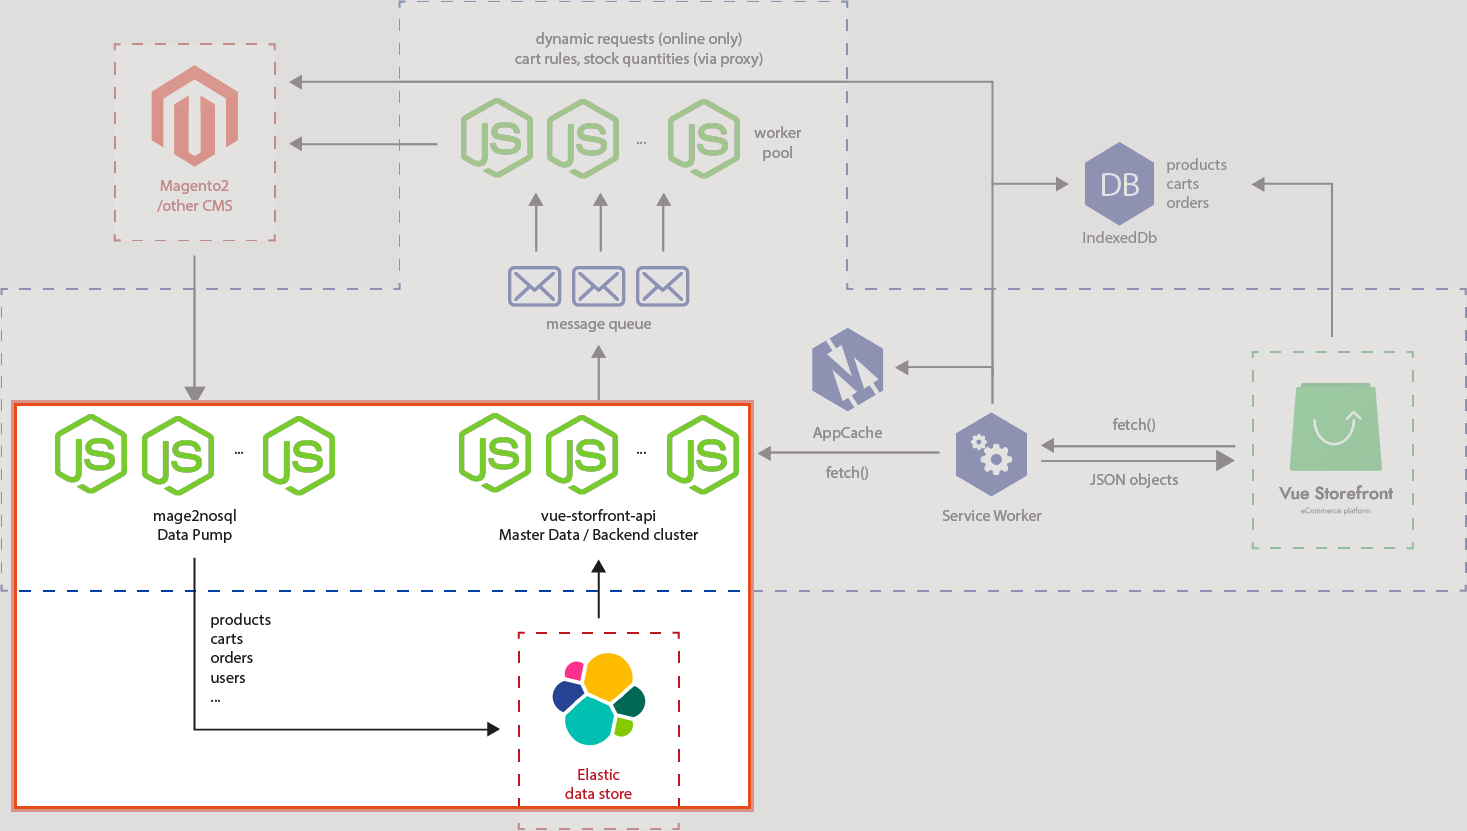 dynamic requests (online only)
cart rules, stock quantities (via proxy)
Magento2
/other CMS
JS
JS
...
JS
worker
pool
DB
products
carts
orders
IndexedDb
message queue
AppCache
JS
JS
...
JS
mage2nosql
Data Pump
JS
JS
...
JS
vue-storfront-api
Master Data / Backend cluster
fetch()
Service Worker
fetch()
JSON objects
Vue Storefront
eCommerce platform
products
carts
orders
users
...
Elastic
data store